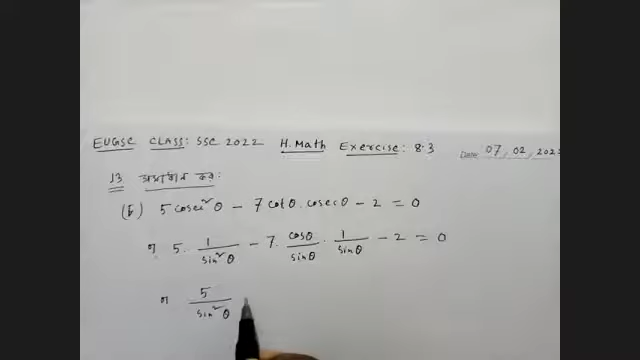 EUGSC CLASS: SSC 2022 H.Math Exercise: 8.3 Date: 07, 02, 202
13 সমাধান কর:
5 cosec²θ − 7 cotθ. cosecθ − 2 = 0
বা 5. 1/sin²θ − 7. cosθ/sinθ . 1/sinθ − 2 = 0
বা 5/sin²θ